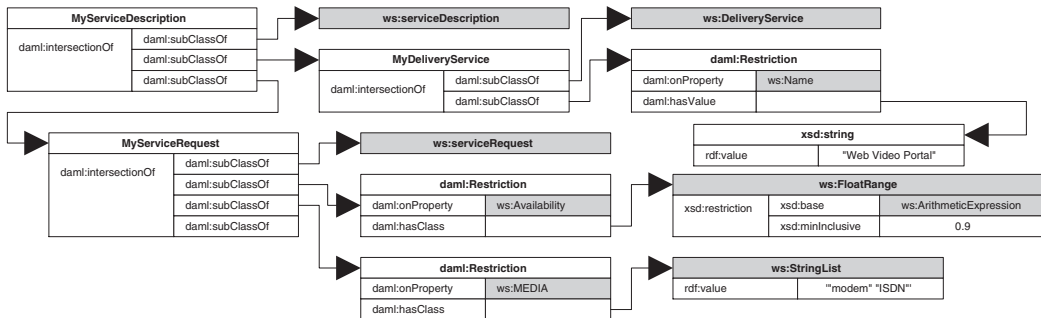 MyServiceDescription
daml:intersectionOf
daml:subClassOf
daml:subClassOf
daml:subClassOf
ws:serviceDescription
MyDeliveryService
daml:intersectionOf
daml:subClassOf
daml:subClassOf
ws:DeliveryService
daml:Restriction
daml:onProperty ws:Name
daml:hasValue
xsd:string
rdf:value "Web Video Portal"
MyServiceRequest
daml:intersectionOf
daml:subClassOf
daml:subClassOf
daml:subClassOf
daml:subClassOf
ws:serviceRequest
daml:Restriction
daml:onProperty ws:Availability
daml:hasClass
ws:FloatRange
xsd:restriction
xsd:base ws:ArithmeticExpression
xsd:minInclusive 0.9
daml:Restriction
daml:onProperty ws:MEDIA
daml:hasClass
ws:StringList
rdf:value '"modem" "ISDN"'